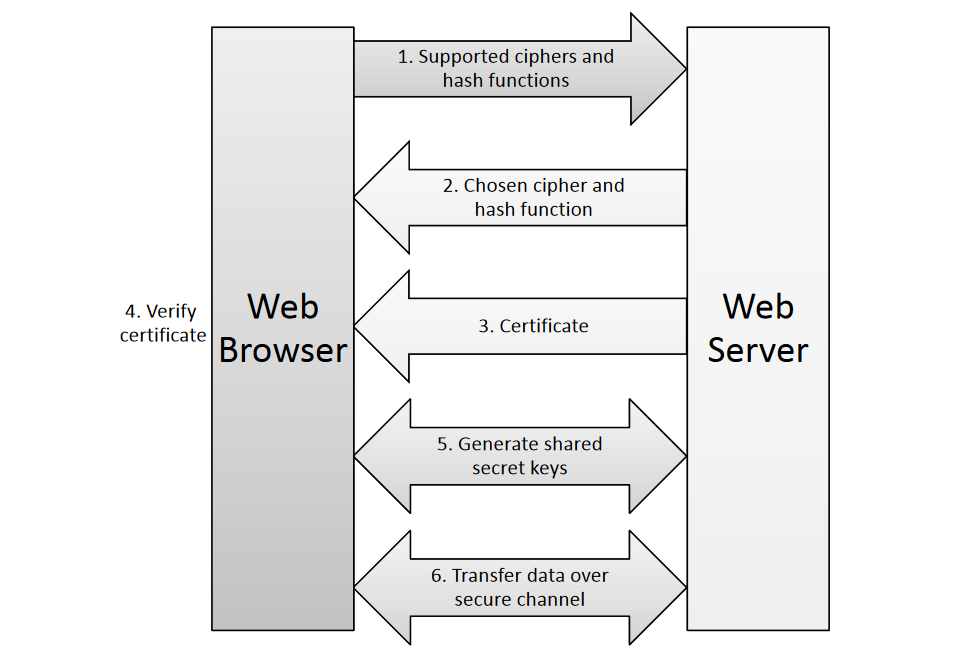 1. Supported ciphers and
hash functions
2. Chosen cipher and
hash function
4. Verify
certificate
Web
Browser
3. Certificate
Web
Server
5. Generate shared
secret keys
6. Transfer data over
secure channel